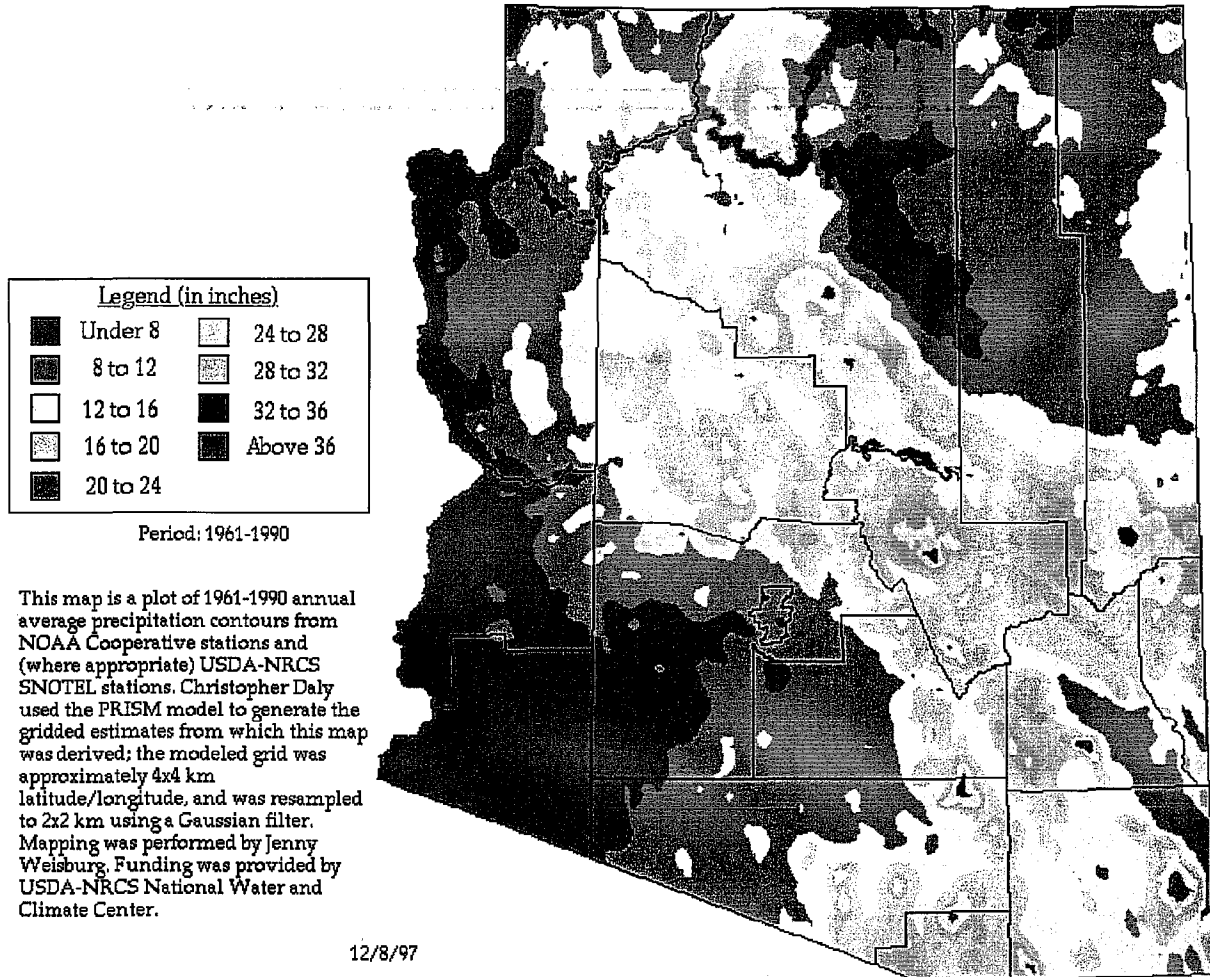 Legend (in inches)
Under 8
8 to 12
12 to 16
16 to 20
20 to 24
24 to 28
28 to 32
32 to 36
Above 36
Period: 1961-1990
This map is a plot of 1961-1990 annual
average precipitation contours from
NOAA Cooperative stations and
(where appropriate) USDA-NRCS
SNOTEL stations. Christopher Daly
used the PRISM model to generate the
gridded estimates from which this map
was derived; the modeled grid was
approximately 4x4 km
latitude/longitude, and was resampled
to 2x2 km using a Gaussian filter.
Mapping was performed by Jenny
Weisburg. Funding was provided by
USDA-NRCS National Water and
Climate Center.
12/8/97